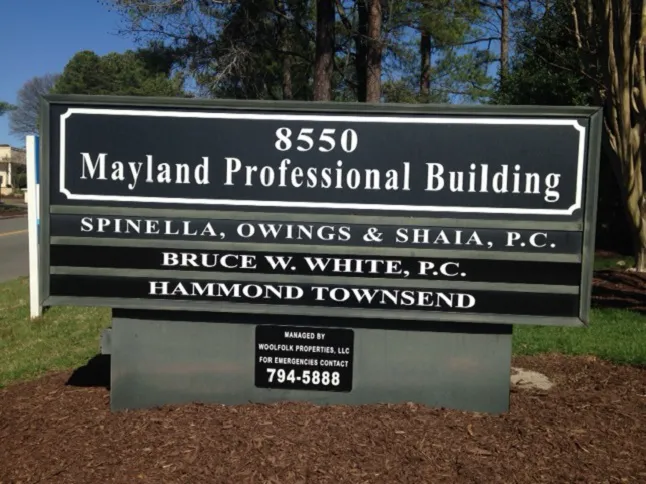 8550
Mayland Professional Building
SPINELLA, OWINGS & SHAIA, P.C.
BRUCE W. WHITE, P.C.
HAMMOND TOWNSEND
MANAGED BY
WOOLFOLK PROPERTIES, LLC
FOR EMERGENCIES CONTACT
794-5888